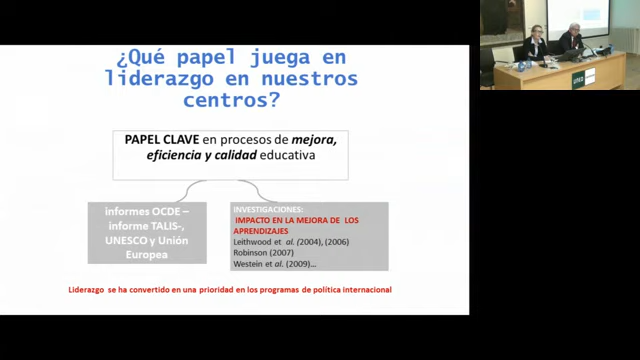 ¿Qué papel juega en
liderazgo en nuestros
centros?
PAPEL CLAVE en procesos de mejora,
eficiencia y calidad educativa
informes OCDE –
informe TALIS-,
UNESCO y Unión
Europea
INVESTIGACIONES:
IMPACTO EN LA MEJORA DE LOS
APRENDIZAJES
Leithwood et al. (2004), (2006)
Robinson (2007)
Westein et al. (2009)...
Liderazgo se ha convertido en una prioridad en los programas de política internacional
UNED